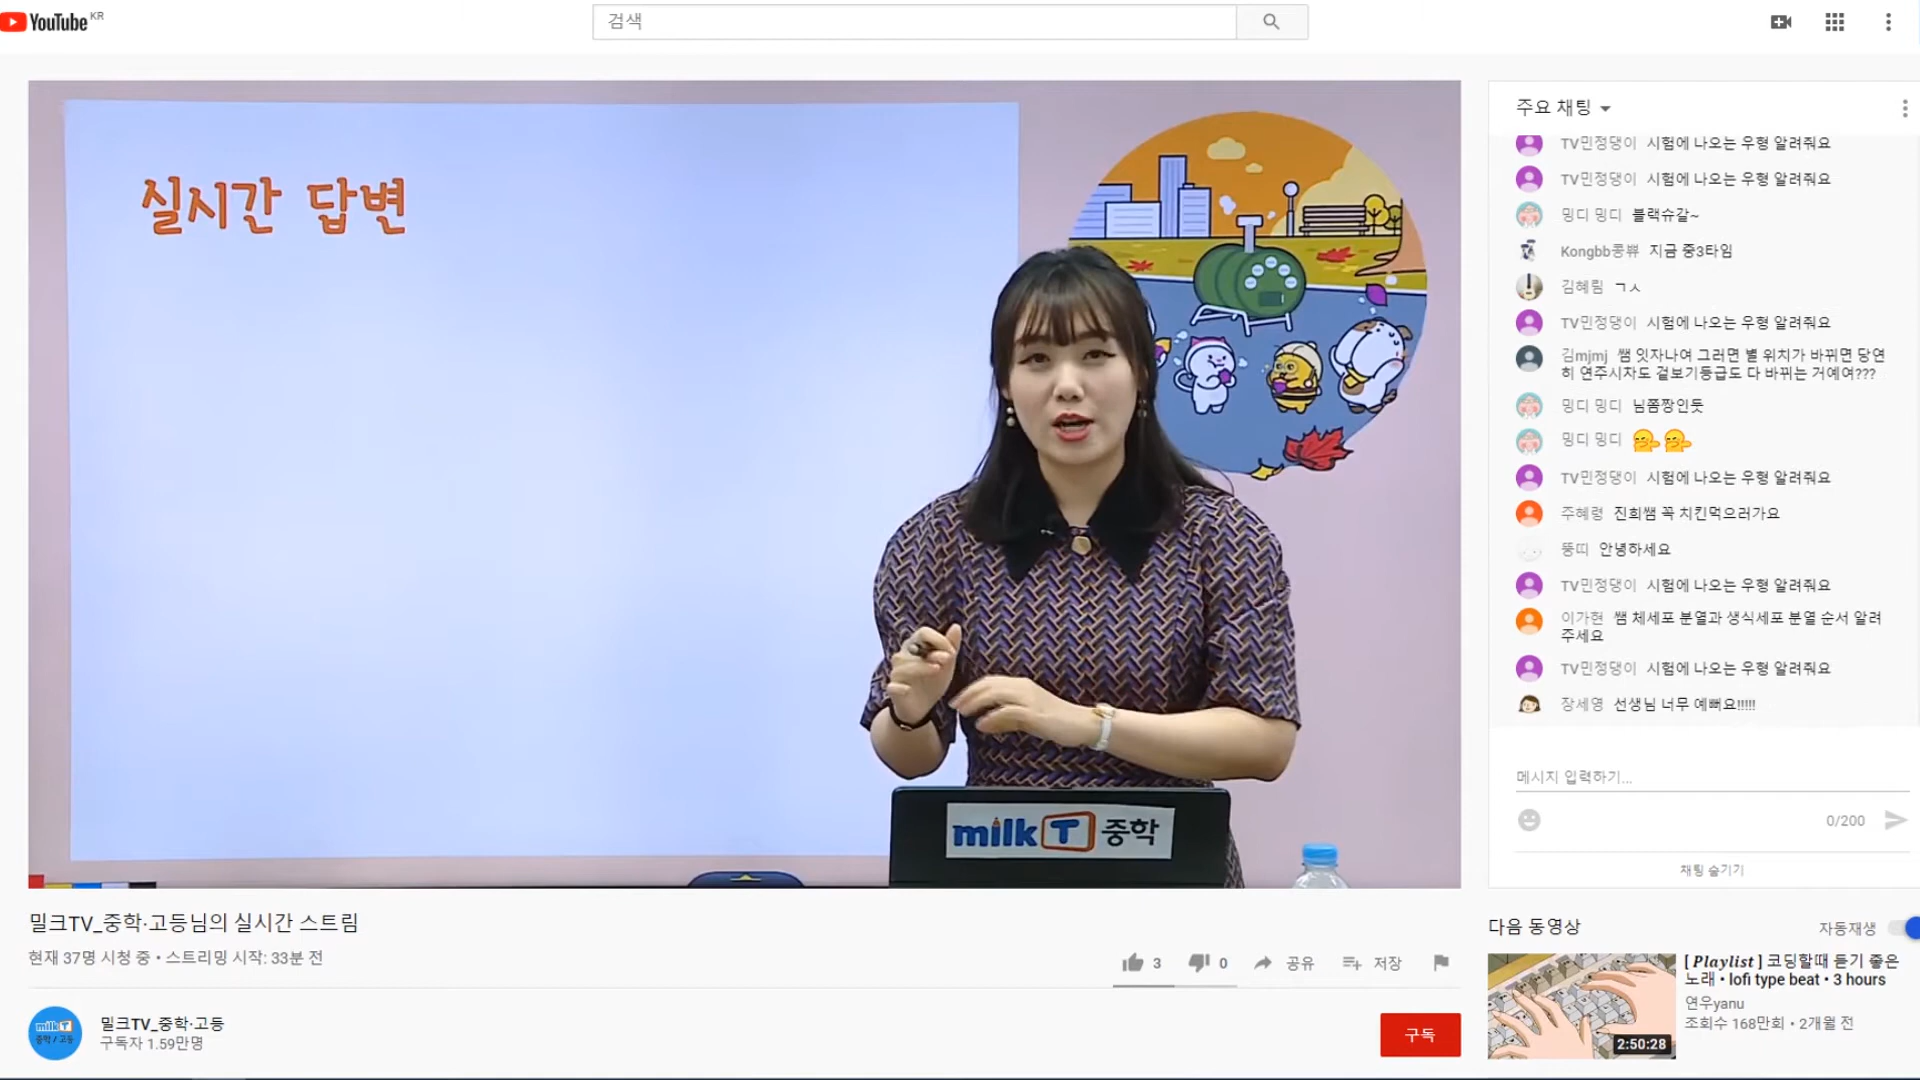 YouTube KR
검색
실시간 답변
milk T 중학
밀크TV_중학·고등님의 실시간 스트림
현재 37명 시청 중 • 스트리밍 시작: 33분 전
3
0
공유
저장
milk T
중학 / 고등
밀크TV_중학·고등
구독자 1.59만명
구독
주요 채팅
TV민정댕이 시험에 나오는 우형 알려줘요
TV민정댕이 시험에 나오는 우형 알려줘요
밍디 밍디 블랙슈갈~
Kongbb콩쀼 지금 중3타임
김혜림 ㄱㅅ
TV민정댕이 시험에 나오는 우형 알려줘요
김mjmj 쌤 잇자나여 그러면 별 위치가 바뀌면 당연
히 연주시차도 겉보기등급도 다 바뀌는 거예여???
밍디 밍디 님쫌짱인듯
밍디 밍디
TV민정댕이 시험에 나오는 우형 알려줘요
주혜령 진희쌤 꼭 치킨먹으러가요
뚱띠 안녕하세요
TV민정댕이 시험에 나오는 우형 알려줘요
이가현 쌤 체세포 분열과 생식세포 분열 순서 알려
주세요
TV민정댕이 시험에 나오는 우형 알려줘요
장세영 선생님 너무 예뻐요!!!!!
메시지 입력하기...
0/200
채팅 숨기기
다음 동영상
자동재생
[ Playlist ] 코딩할때 듣기 좋은
노래 • lofi type beat • 3 hours
연우yanu
조회수 168만회 • 2개월 전
2:50:28